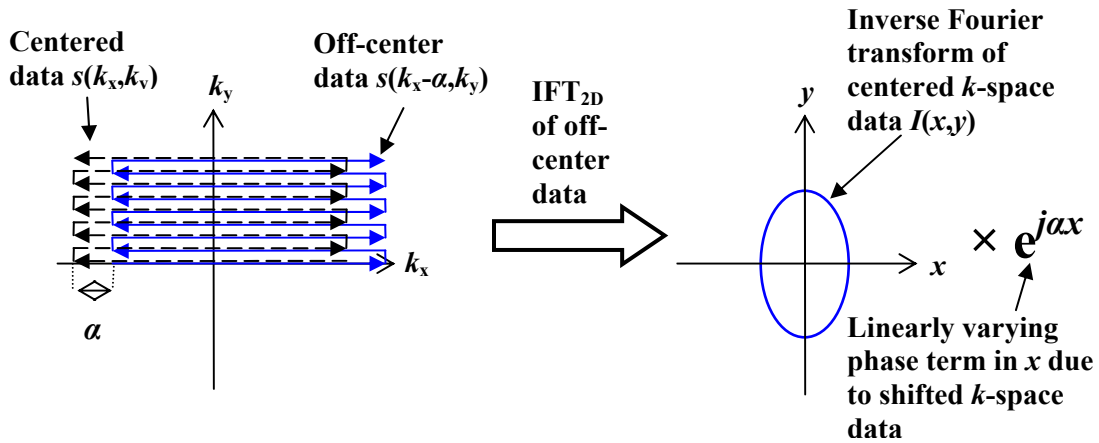 Centered
data s(kx,kv)
Off-center
data s(kx-α,ky)
ky
kx
α
IFT2D
of off-
center
data
Inverse Fourier
transform of
centered k-space
data I(x,y)
y
x
× e^jαx
Linearly varying
phase term in x due
to shifted k-space
data